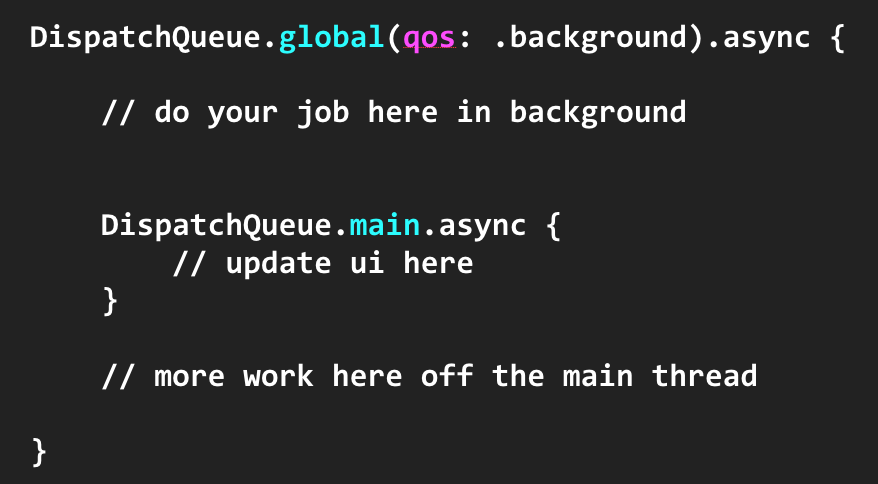 DispatchQueue.global(qos: .background).async {
// do your job here in background
DispatchQueue.main.async {
// update ui here
}
// more work here off the main thread
}